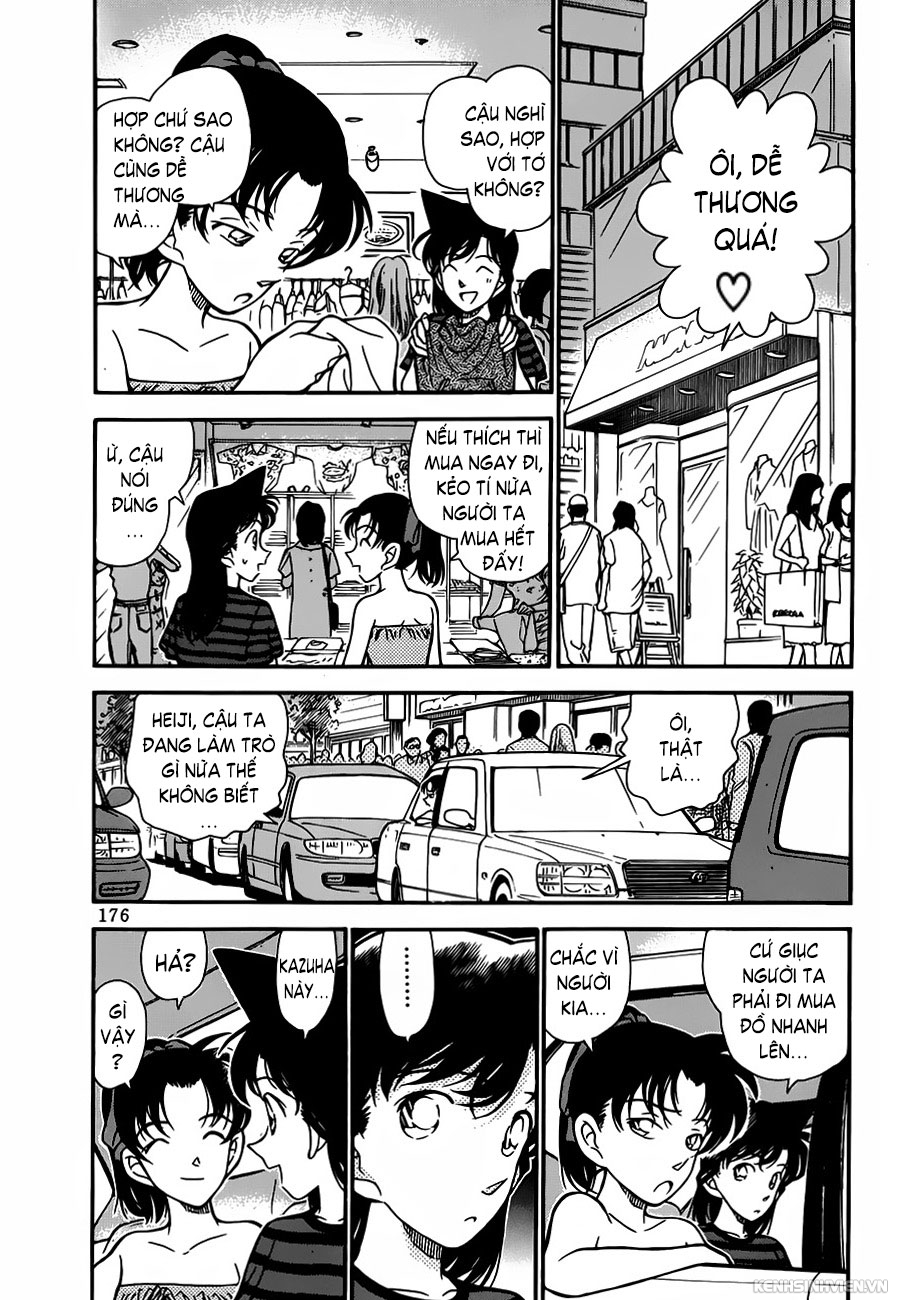 ÔI, DỄ
THƯƠNG
QUÁ!
CẬU NGHĨ
SAO, HỢP
VỚI TỚ
KHÔNG?
HỢP CHỨ SAO
KHÔNG? CẬU
CŨNG DỄ
THƯƠNG
MÀ...
NẾU THÍCH THÌ
MUA NGAY ĐI,
KẺO TÍ NỮA
NGƯỜI TA
MUA HẾT
ĐẤY!
Ừ, CẬU
NÓI
ĐÚNG
...
ÔI,
THẬT
LÀ...
HEIJI, CẬU TA
ĐANG LÀM TRÒ
GÌ NỮA THẾ
KHÔNG BIẾT
...
176
CỨ GIỤC
NGƯỜI TA
PHẢI ĐI MUA
ĐỒ NHANH
LÊN...
CHẮC VÌ
NGƯỜI
KIA...
.........
KAZUHA
NÀY...
HẢ?
GÌ
VẬY
?
KENHSINHVIEN.VN